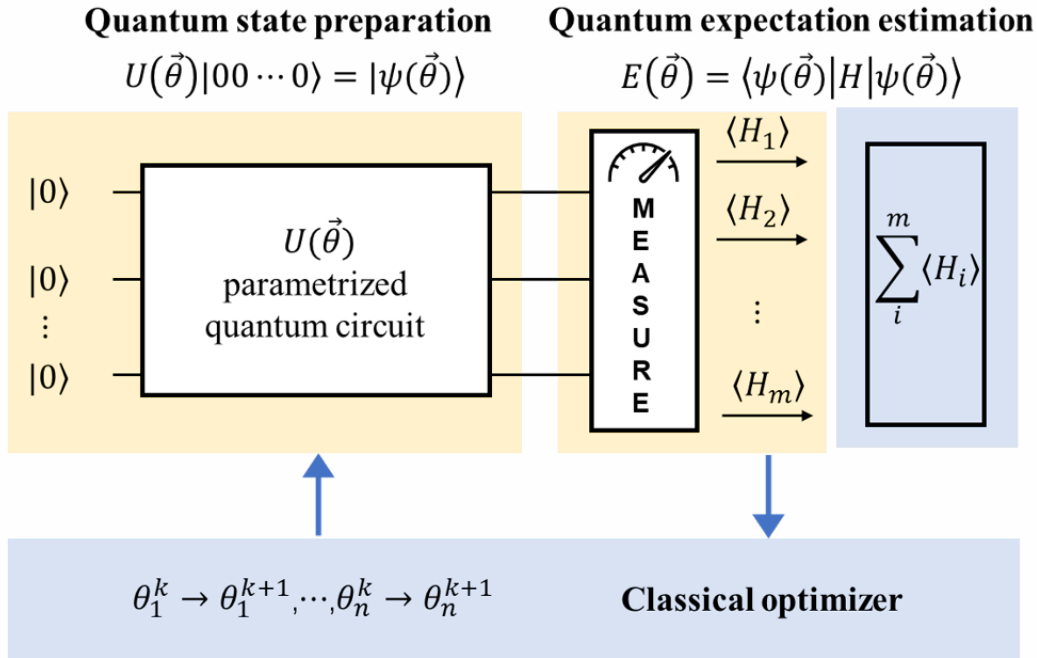 Quantum state preparation
U(θ⃗)|00 ⋯ 0⟩ = |ψ(θ⃗)⟩
|0⟩
|0⟩
⋮
|0⟩
U(θ⃗)
parametrized
quantum circuit
Quantum expectation estimation
E(θ⃗) = ⟨ψ(θ⃗)|H|ψ(θ⃗)⟩
M
E
A
S
U
R
E
⟨H₁⟩
⟨H₂⟩
⋮
⟨Hₘ⟩
∑ᵢᵐ⟨Hᵢ⟩
θ₁ᵏ → θ₁ᵏ⁺¹,⋯,θₙᵏ → θₙᵏ⁺¹
Classical optimizer